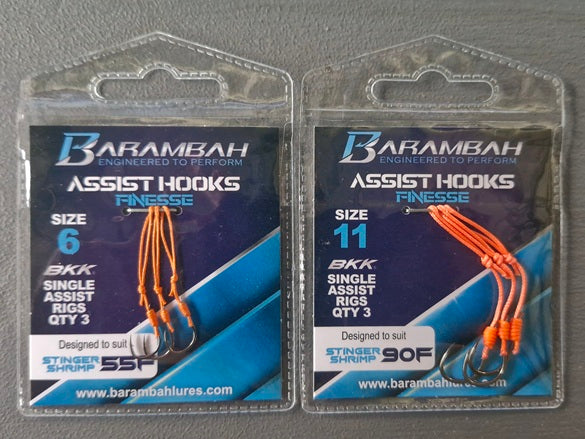 BARAMBAH
ENGINEERED TO PERFORM
ASSIST HOOKS
FINESSE
SIZE
6
BKK
SINGLE
ASSIST
RIGS
QTY 3
Designed to suit
STINGER
SHRIMP 55F
www.barambahlures.com
BARAMBAH
ENGINEERED TO PERFORM
ASSIST HOOKS
FINESSE
SIZE
11
BKK
SINGLE
ASSIST
RIGS
QTY 3
Designed to suit
STINGER
SHRIMP 90F
www.barambahlures.com